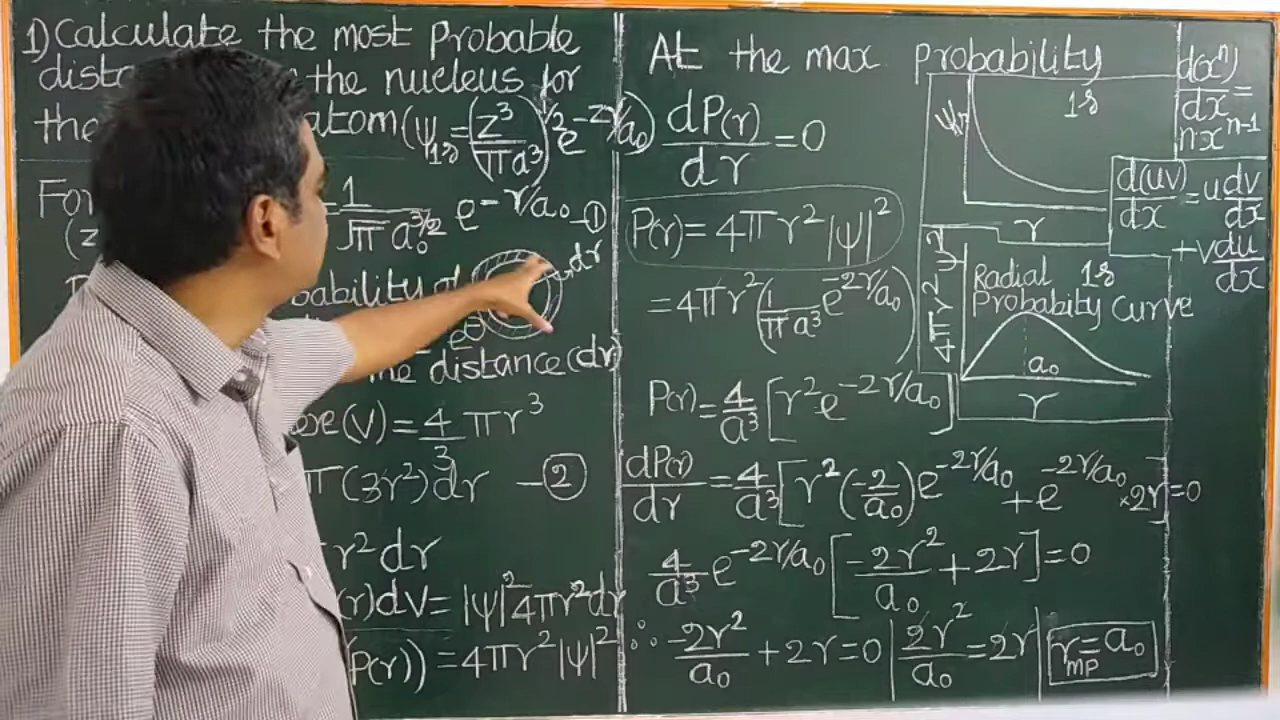 1) Calculate the most Probable
the nucleus for
the atom (ψ1s = (Z³/πa³)^1/2 e^-Zr/a₀)
For = 1/√π a₀^3/2 e^-r/a₀ –①
(z
dr
e⁻
the distance (dr)
(V) = 4/3 πr³
π(3r²)dr –②
r²dr
(r)dV = |ψ|² 4πr²dr
P(r)) = 4πr²|ψ|²
At the max probability
dP(r)/dr = 0
P(r) = 4πr²|ψ|²
= 4πr² (1/πa³ e^-2r/a₀)
P(r) = 4/a³ [r²e^-2r/a₀]
dP(r)/dr = 4/a³ [r²(-2/a₀)e^-2r/a₀ + e^-2r/a₀ × 2r] = 0
4/a³ e^-2r/a₀ [-2r²/a₀ + 2r] = 0
∴ -2r²/a₀ + 2r = 0 | 2r²/a₀ = 2r | rmp = a₀
1s
r
4πr²ψ²
Radial 1s
Probabity Curve
a₀
r
d(xⁿ)/dx =
nxⁿ⁻¹
d(uv)/dx = u dv/dx
+ v du/dx